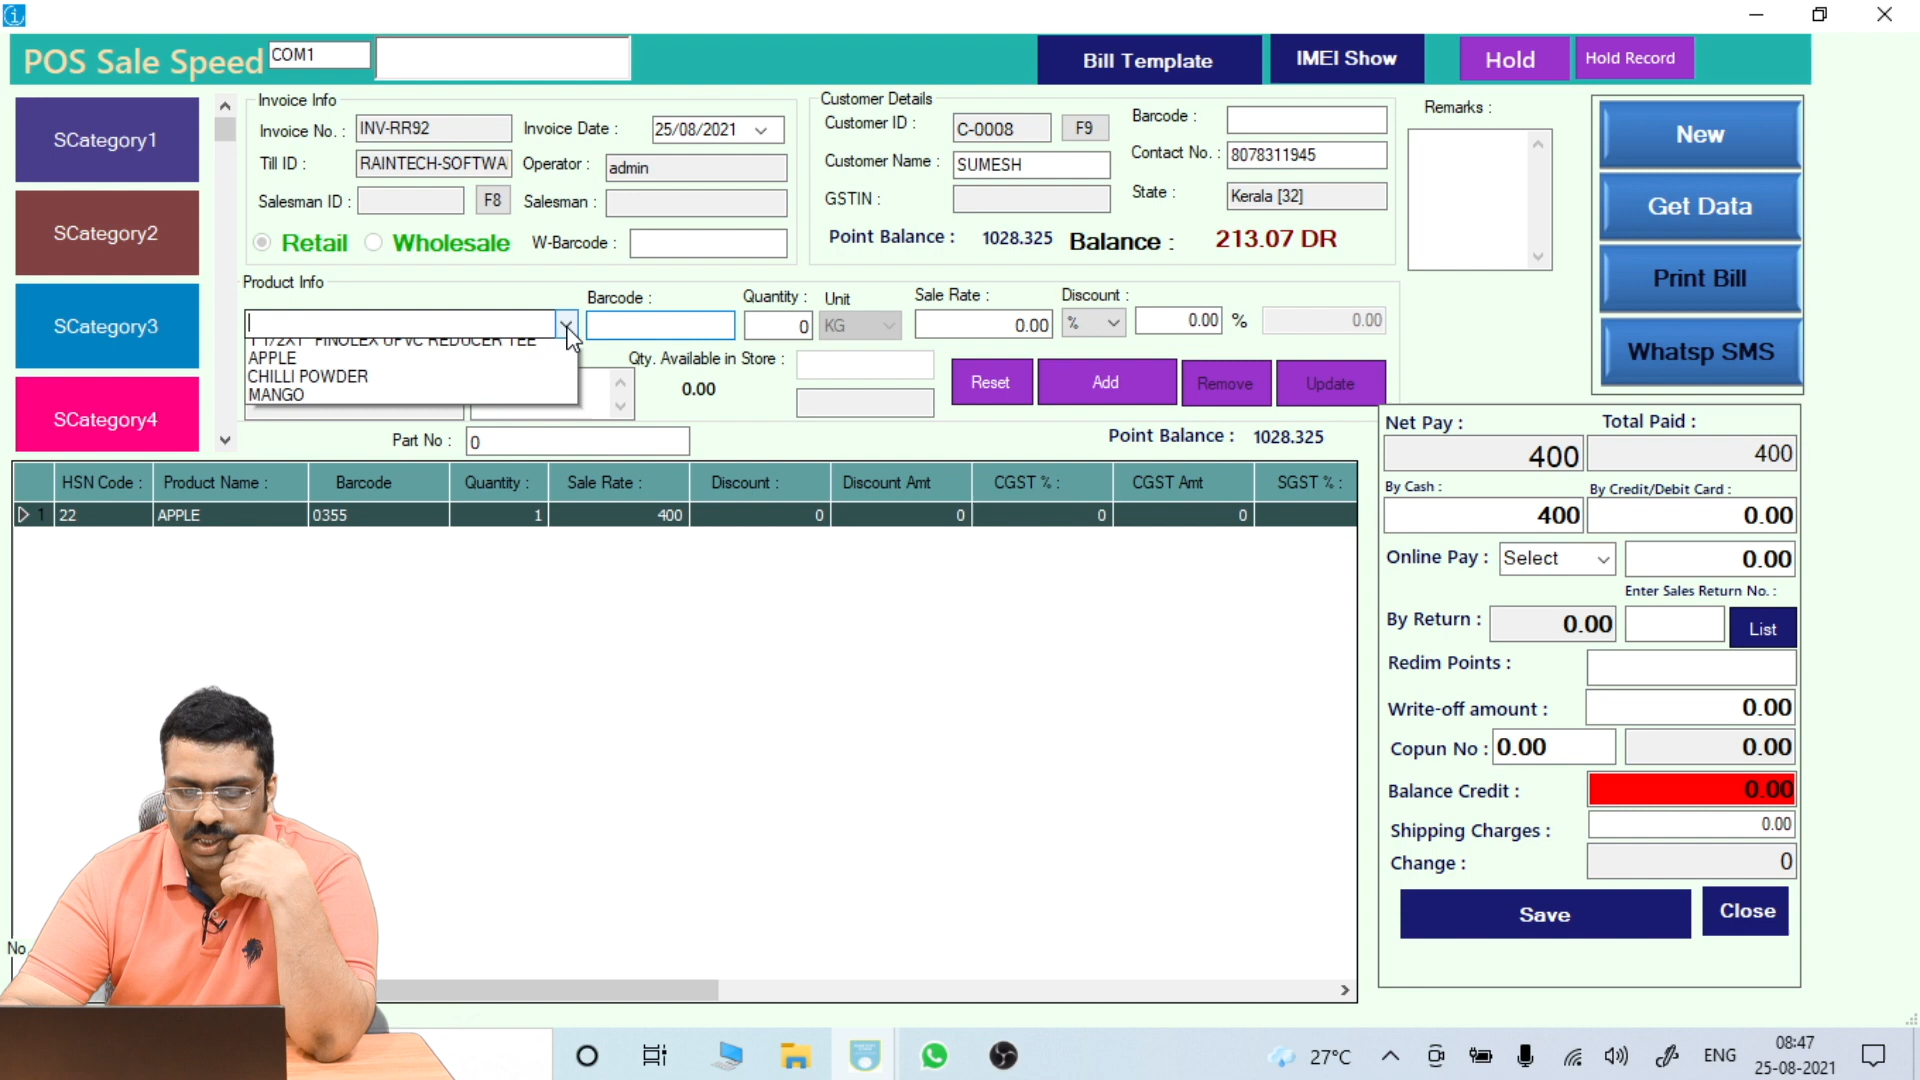 POS Sale Speed
COM1
Bill Template
IMEI Show
Hold
Hold Record
SCategory1
SCategory2
SCategory3
SCategory4
Invoice Info
Invoice No. :
INV-RR92
Invoice Date :
25/08/2021
Till ID :
RAINTECH-SOFTWA
Operator :
admin
Salesman ID :
F8
Salesman :
Retail
Wholesale
W-Barcode :
Customer Details
Customer ID :
C-0008
F9
Barcode :
Customer Name :
SUMESH
Contact No. :
8078311945
GSTIN :
State :
Kerala [32]
Point Balance :
1028.325
Balance :
213.07 DR
Remarks :
New
Get Data
Print Bill
Whatsp SMS
Product Info
Barcode :
Quantity :
Unit
Sale Rate :
Discount :
0
KG
0.00
%
0.00
%
0.00
1 1/2X1" FINOLEX UPVC REDUCER TEE
APPLE
CHILLI POWDER
MANGO
Qty. Available in Store :
0.00
Reset
Add
Remove
Update
Part No :
0
Point Balance :
1028.325
HSN Code :
Product Name :
Barcode
Quantity :
Sale Rate :
Discount :
Discount Amt
CGST % :
CGST Amt
SGST % :
1
22
APPLE
0355
1
400
0
0
0
0
Net Pay :
Total Paid :
400
400
By Cash :
By Credit/Debit Card :
400
0.00
Online Pay :
Select
0.00
Enter Sales Return No. :
By Return :
0.00
List
Redim Points :
Write-off amount :
0.00
Copun No :
0.00
0.00
Balance Credit :
0.00
Shipping Charges :
0.00
Change :
0
Save
Close
No
27°C
ENG
08:47
25-08-2021